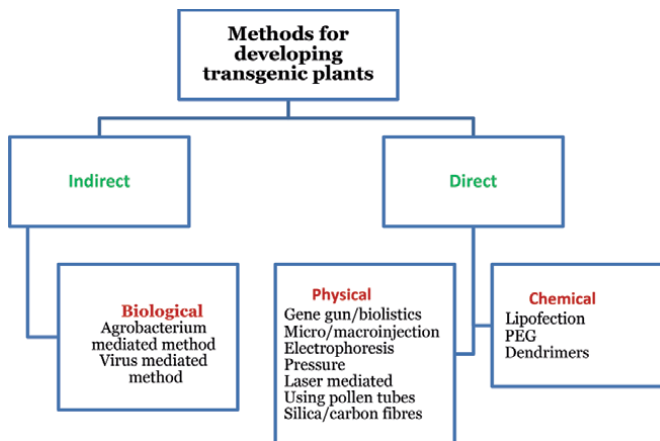 Methods for
developing
transgenic plants
Indirect
Direct
Biological
Agrobacterium
mediated method
Virus mediated
method
Physical
Gene gun/biolistics
Micro/macroinjection
Electrophoresis
Pressure
Laser mediated
Using pollen tubes
Silica/carbon fibres
Chemical
Lipofection
PEG
Dendrimers